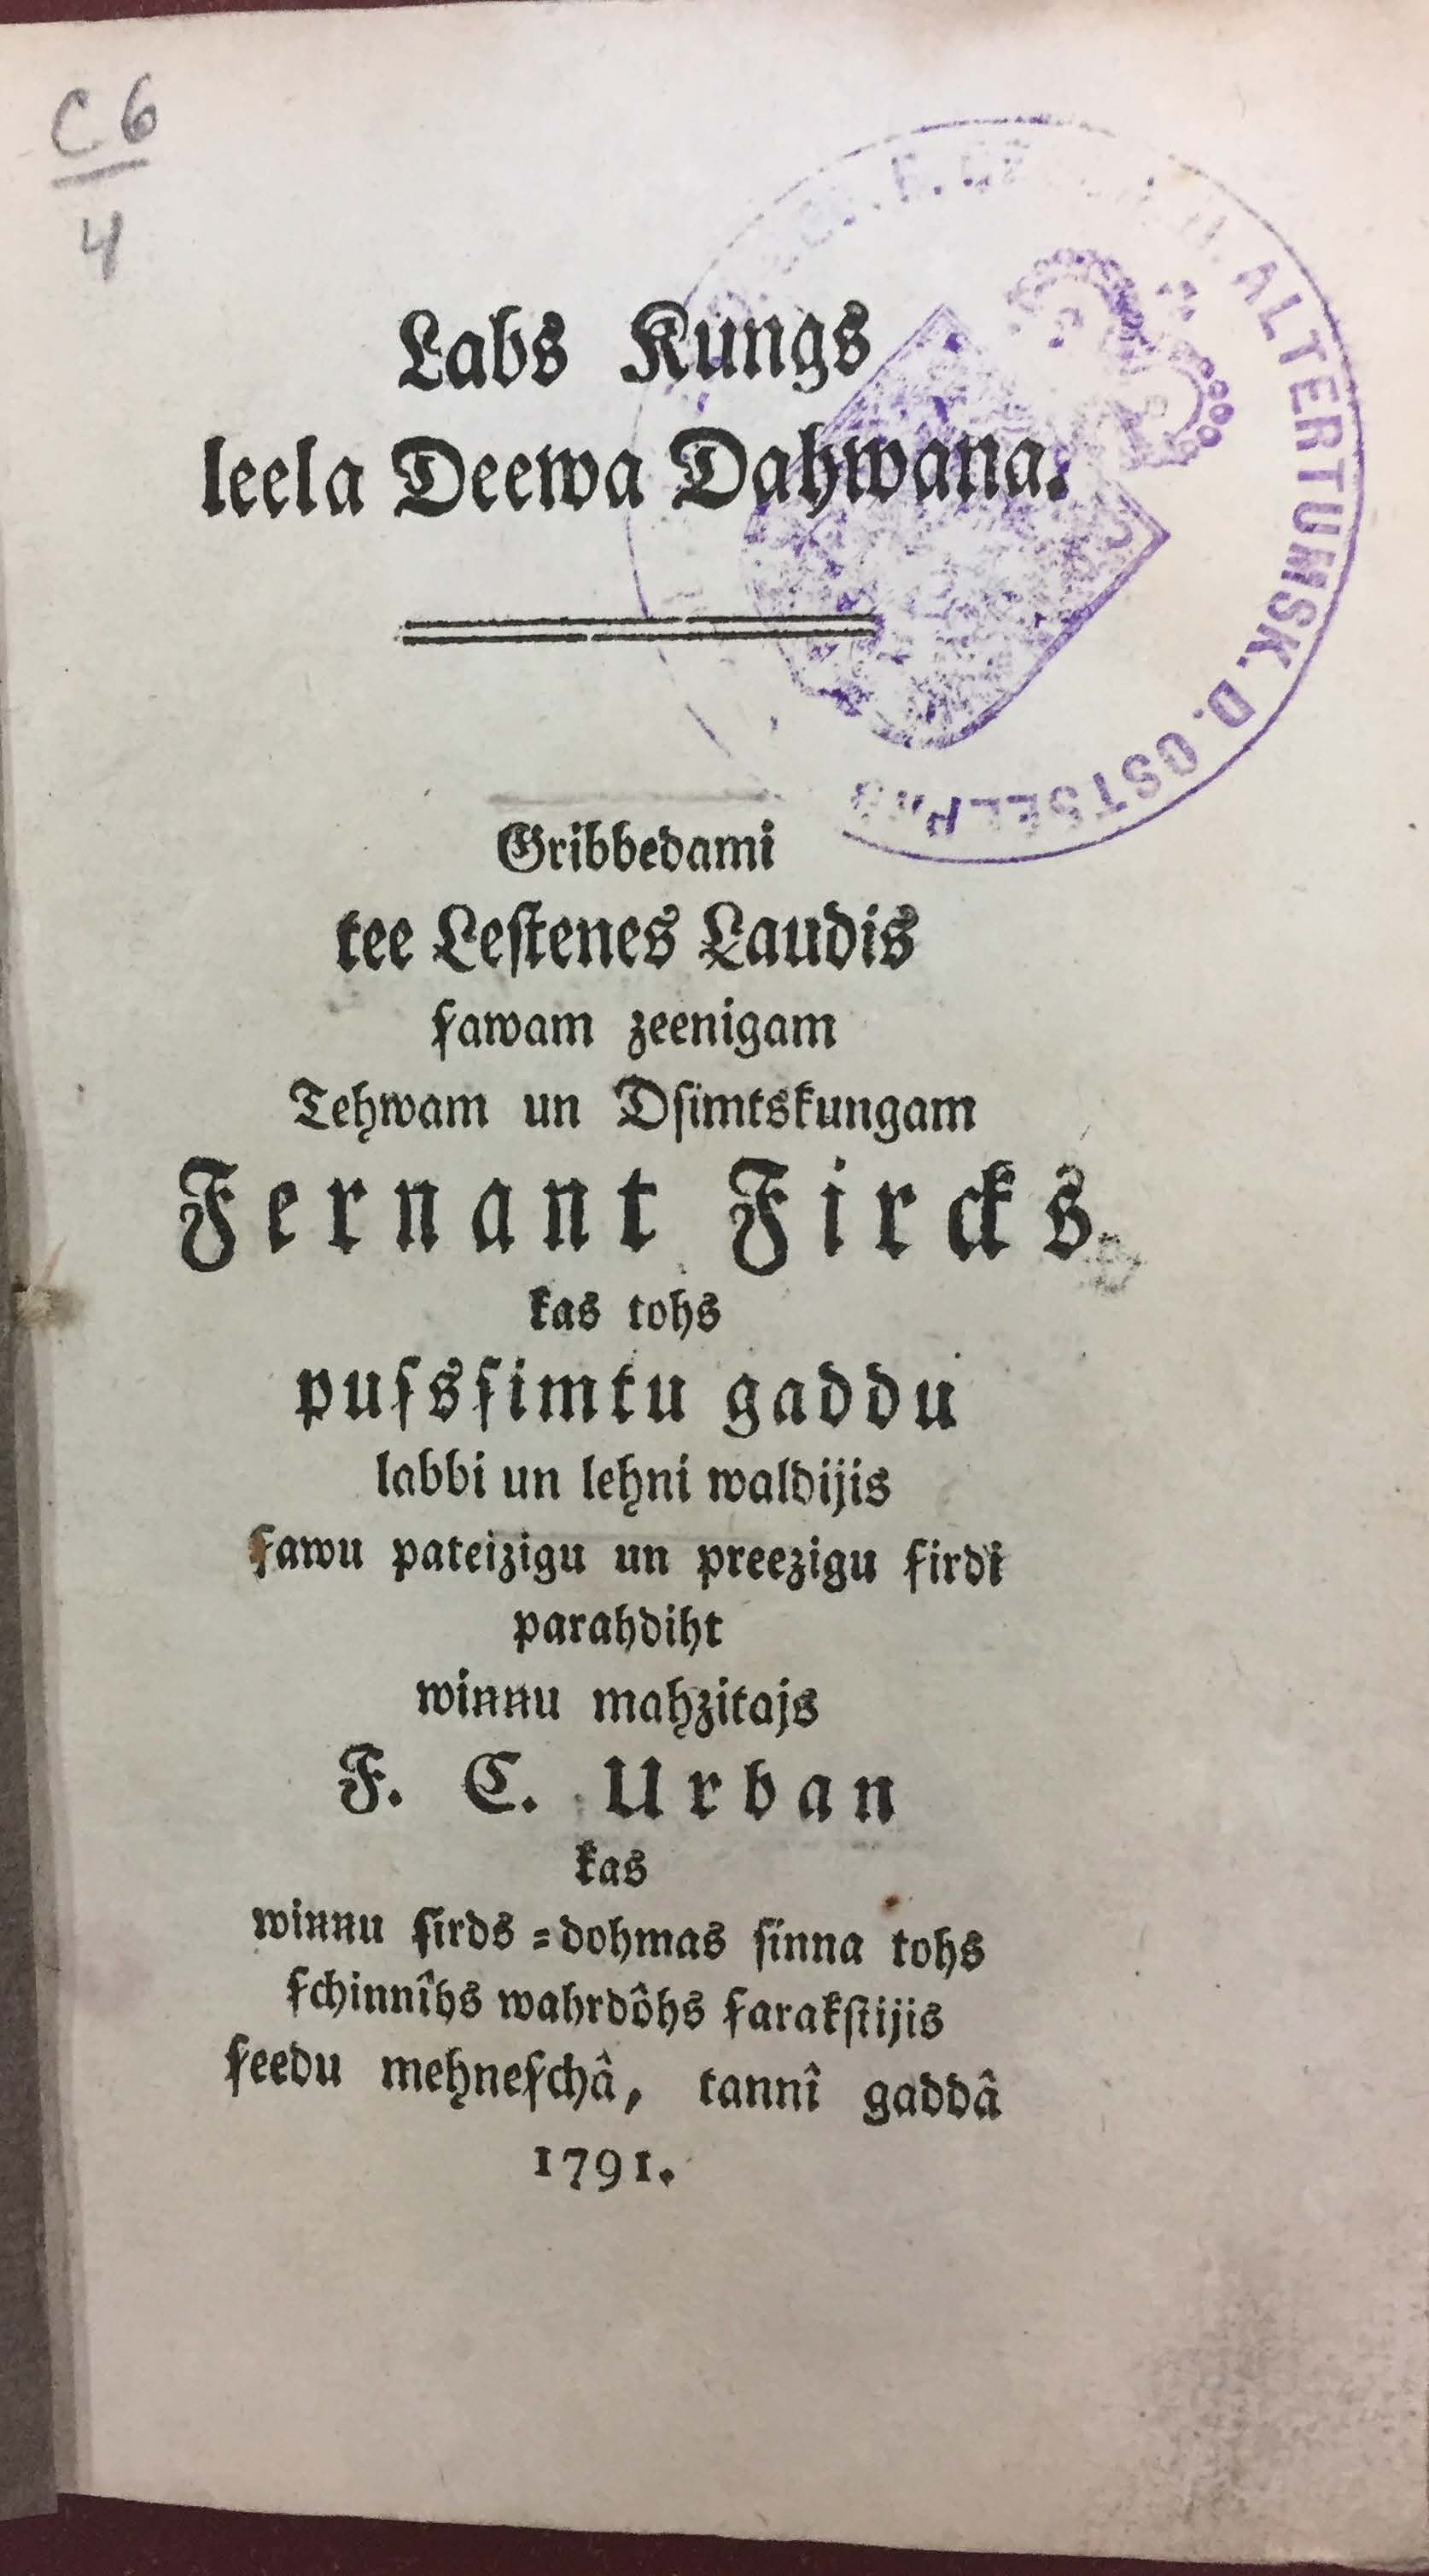 C 6
4
Labs Kungs
leela Deewa Dahwana.
ALTERTUMSK. D. OSTSEEPR
Gribbedami
tee Lestenes Laudis
ſawam zeenigam
Tehwam un Dſimtskungam
Fernant Fircks.
kas tohs
puſsſimtu gaddu
labbi un lehni waldijis
ſawu pateizigu un preezigu ſirdi
parahdiht
winnu mahzitajs
F. C. Urban
kas
winnu ſirds=dohmas ſinna tohs
ſchinnîhs wahrdôhs ſarakſtijis
ſeedu mehneſchâ, tannî gaddâ
1791.